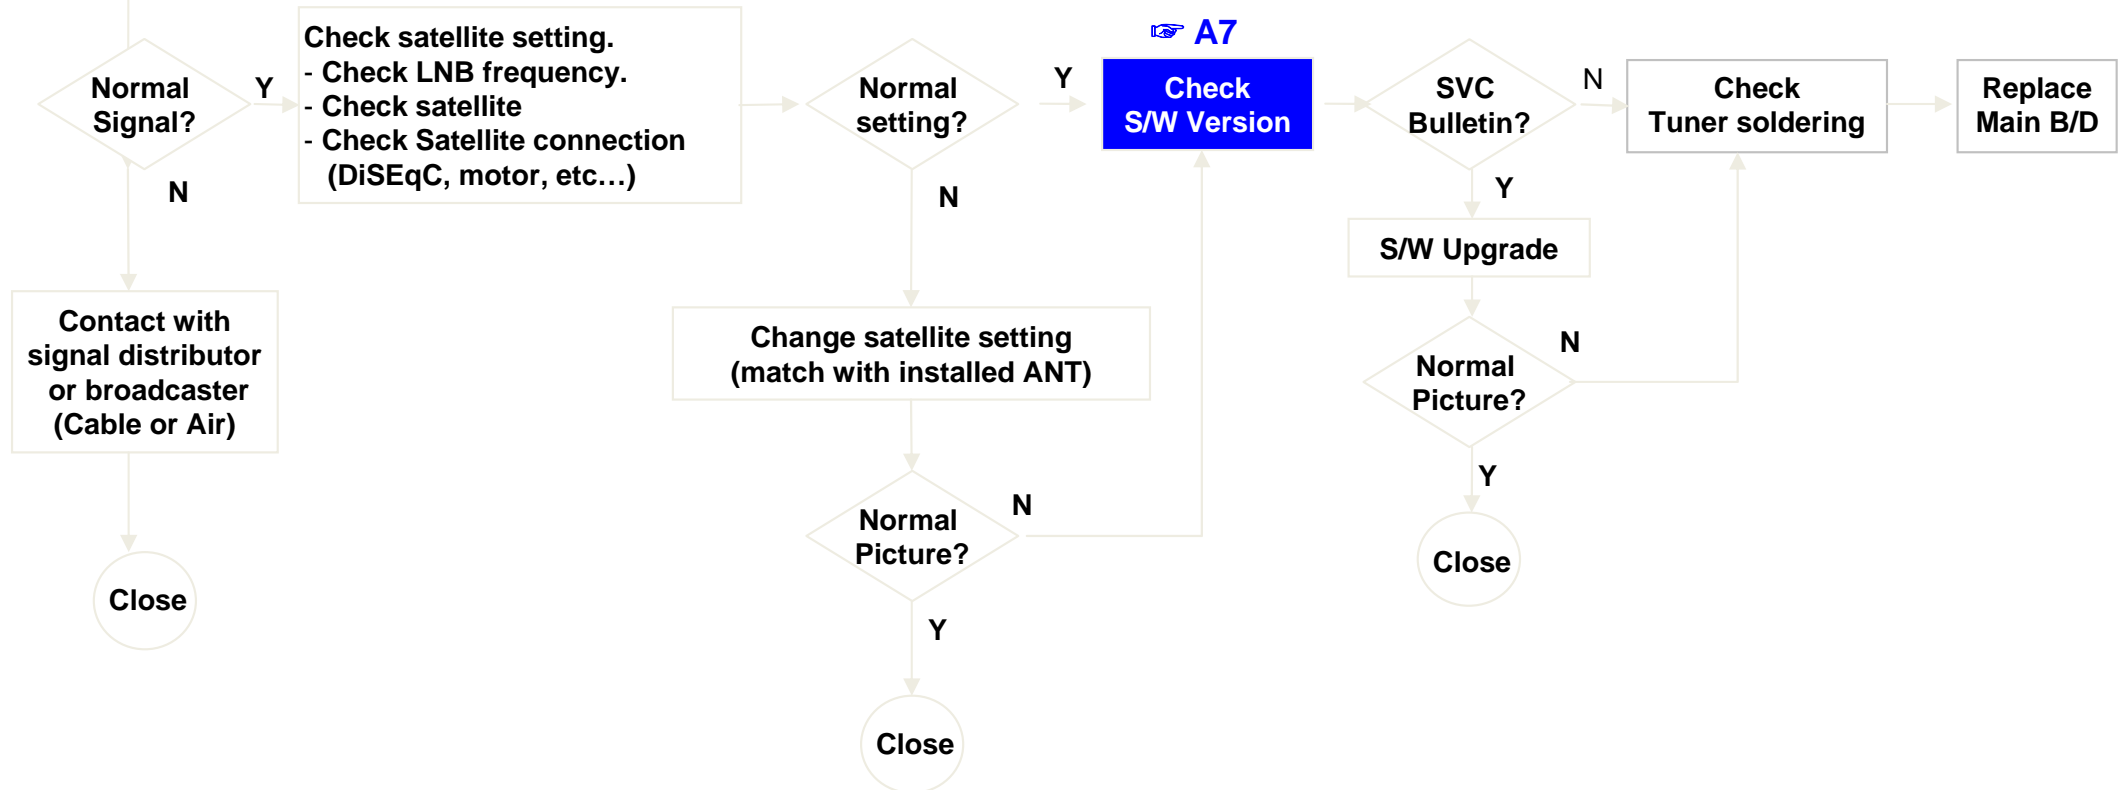 Normal
Signal?
Y
N
Check satellite setting.
- Check LNB frequency.
- Check satellite
- Check Satellite connection
(DiSEqC, motor, etc…)
Normal
setting?
Y
N
☞ A7
Check
S/W Version
SVC
Bulletin?
N
Y
Check
Tuner soldering
Replace
Main B/D
S/W Upgrade
Contact with
signal distributor
or broadcaster
(Cable or Air)
Change satellite setting
(match with installed ANT)
Normal
Picture?
N
Y
Normal
Picture?
N
Y
Close
Close
Close